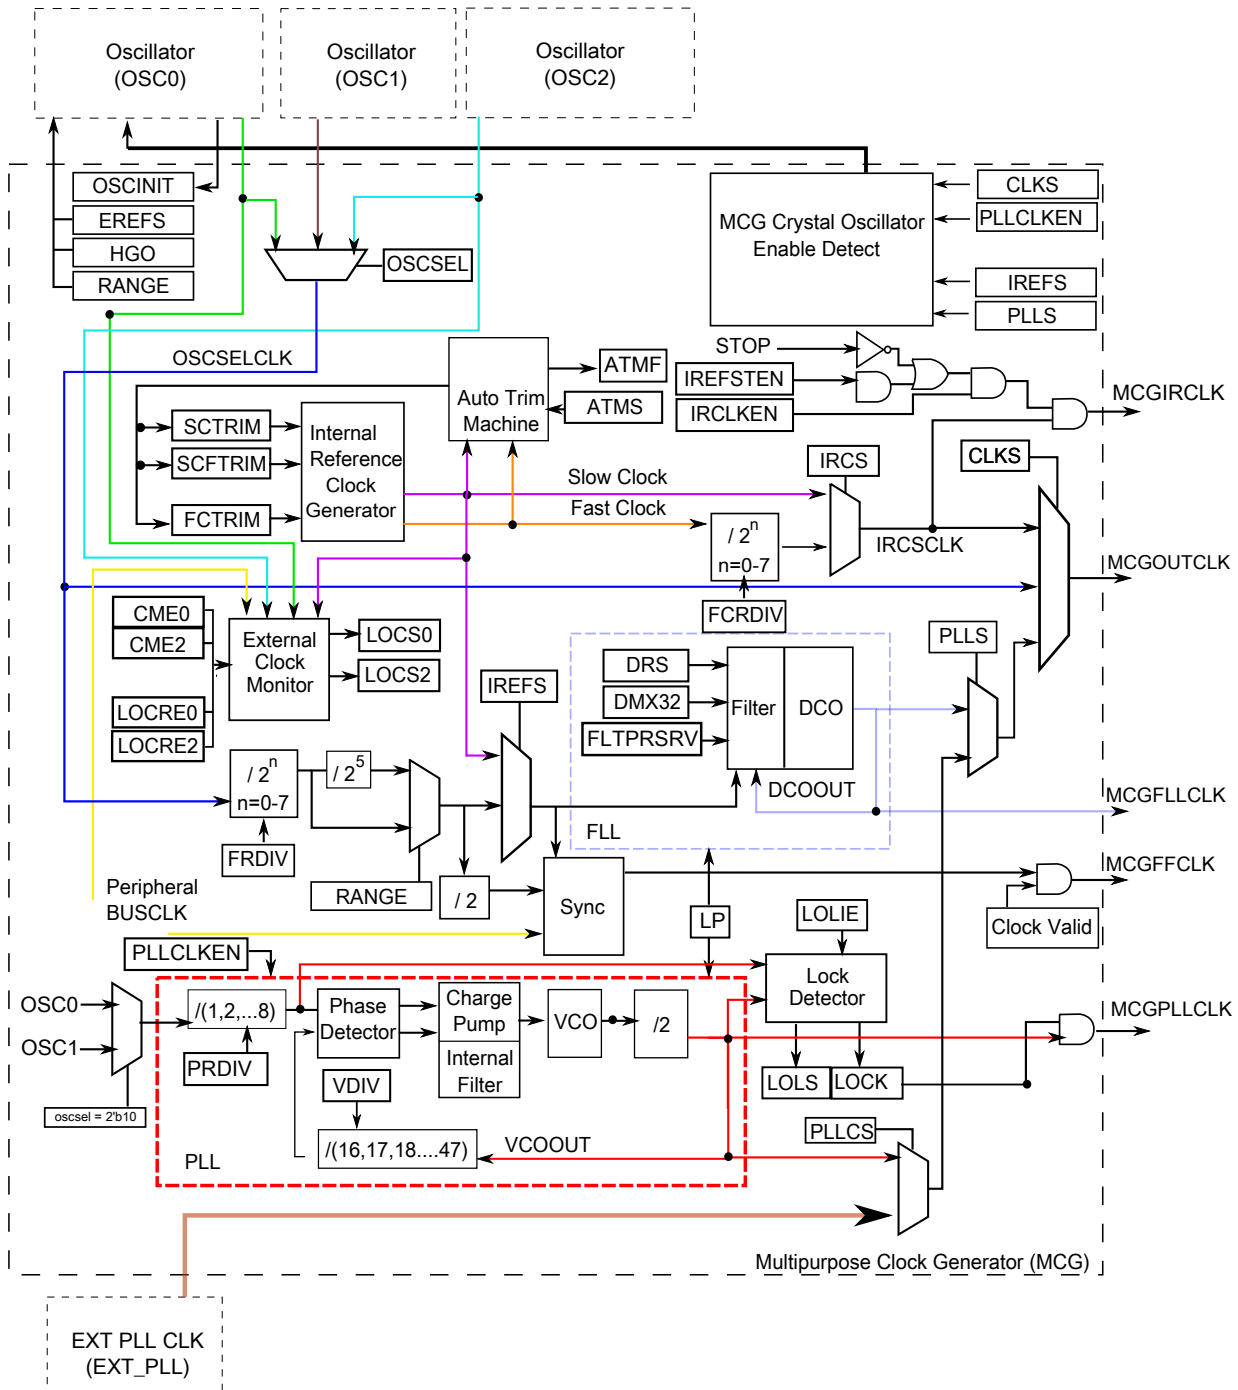 Oscillator
(OSC0)
Oscillator
(OSC1)
Oscillator
(OSC2)
OSCINIT
EREFS
HGO
RANGE
OSCSEL
MCG Crystal Oscillator
Enable Detect
CLKS
PLLCLKEN
IREFS
PLLS
OSCSELCLK
STOP
IREFSTEN
IRCLKEN
MCGIRCLK
Auto Trim
Machine
ATMF
ATMS
SCTRIM
SCFTRIM
FCTRIM
Internal
Reference
Clock
Generator
Slow Clock
Fast Clock
IRCS
CLKS
/ 2n
n=0-7
IRCSCLK
FCRDIV
MCGOUTCLK
CME0
CME2
LOCRE0
LOCRE2
External
Clock
Monitor
LOCS0
LOCS2
IREFS
DRS
DMX32
FLTPRSRV
Filter
DCO
PLLS
DCOOUT
FLL
MCGFLLCLK
/ 2n
n=0-7
/ 25
FRDIV
RANGE
/ 2
Sync
Peripheral
BUSCLK
MCGFFCLK
Clock Valid
LP
LOLIE
PLLCLKEN
OSC0
OSC1
/(1,2,...8)
Phase
Detector
Charge
Pump
Internal
Filter
VCO
/2
Lock
Detector
MCGPLLCLK
PRDIV
VDIV
LOLS
LOCK
oscsel = 2'b10
/(16,17,18....47)
VCOOUT
PLLCS
PLL
Multipurpose Clock Generator (MCG)
EXT PLL CLK
(EXT_PLL)